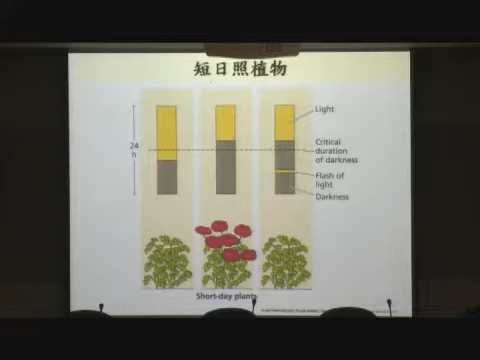 短日照植物
Light
24
h
Critical
duration
of darkness
Flash of
light
Darkness
Short-day plants